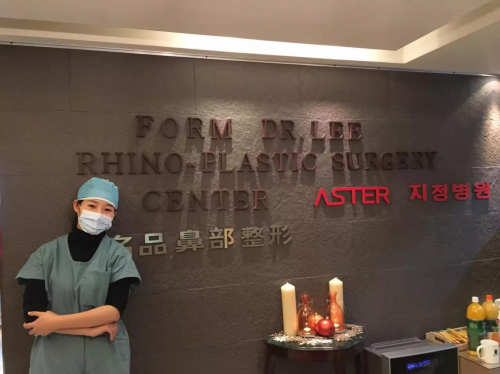 FORM DR. LEE
RHINO-PLASTIC SURGERY
CENTER
ASTER 지정병원
名品 鼻部整形